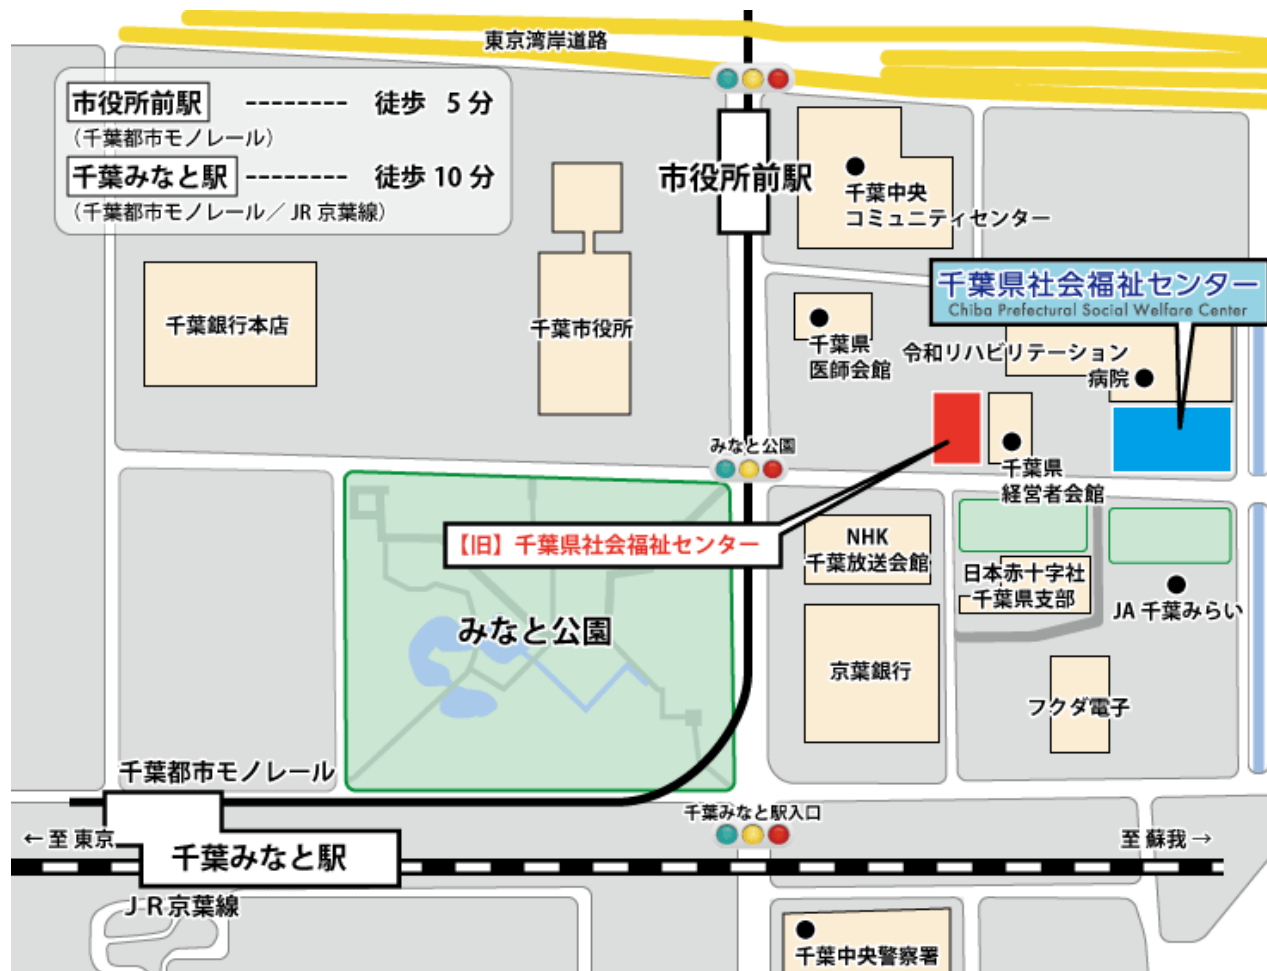 東京湾岸道路
市役所前駅 -------- 徒歩 5 分
（千葉都市モノレール）
千葉みなと駅 -------- 徒歩 10 分
（千葉都市モノレール／JR 京葉線）
市役所前駅
千葉中央
コミュニティセンター
千葉県社会福祉センター
Chiba Prefectural Social Welfare Center
千葉銀行本店
千葉市役所
千葉県
医師会館
令和リハビリテーション
病院
みなと公園
千葉県
経営者会館
【旧】千葉県社会福祉センター
NHK
千葉放送会館
日本赤十字社
千葉県支部
JA 千葉みらい
みなと公園
京葉銀行
フクダ電子
千葉都市モノレール
千葉みなと駅入口
← 至 東京
千葉みなと駅
至 蘇我 →
ＪＲ京葉線
千葉中央警察署